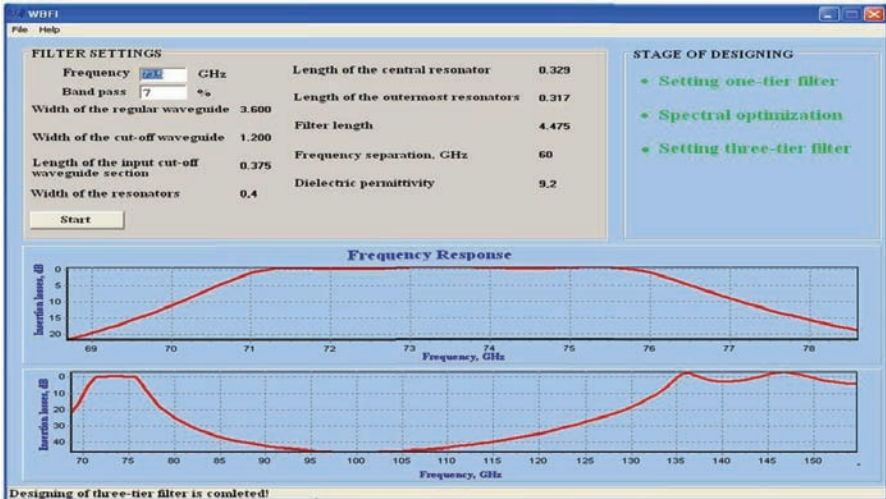 WBFI
File Help
FILTER SETTINGS
Frequency 73.5 GHz
Band pass 7 %
Width of the regular waveguide 3.600
Width of the cut-off waveguide 1.200
Length of the input cut-off
waveguide section 0.375
Width of the resonators 0,4
Start
Length of the central resonator 0.329
Length of the outermost resonators 0.317
Filter length 4.475
Frequency separation, GHz 60
Dielectric permittivity 9,2
STAGE OF DESIGNING
• Setting one-tier filter
• Spectral optimization
• Setting three-tier filter
Frequency Response
Insertion losses, dB
0
5
10
15
20
69 70 71 72 73 74 75 76 77 78
Frequency, GHz
Insertion losses, dB
0
10
20
30
40
70 75 80 85 90 95 100 105 110 115 120 125 130 135 140 145 150
Frequency, GHz
Designing of three-tier filter is comleted!